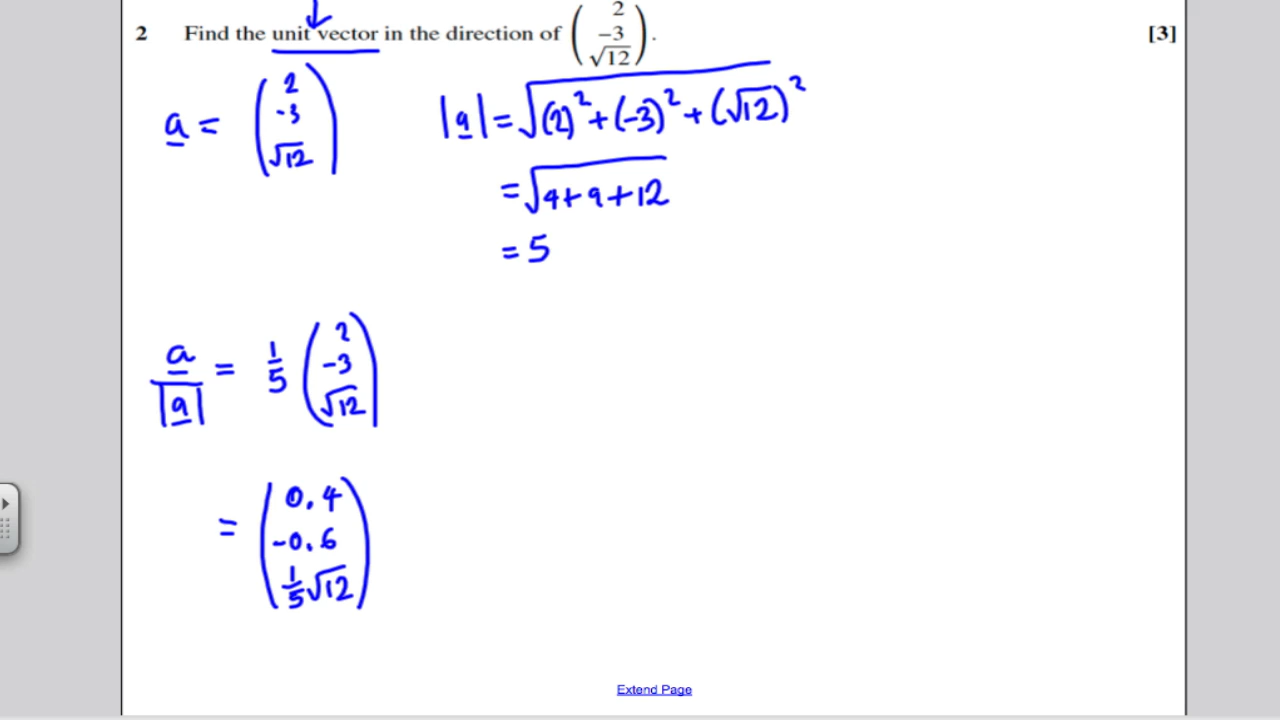 2 Find the unit vector in the direction of (2 −3 √12). [3]
a = (2 -3 √12)
|a| = √(2)² + (-3)² + (√12)²
= √4 + 9 + 12
= 5
a/|a| = 1/5 (2 -3 √12)
= (0.4 -0.6 1/5√12)
Extend Page